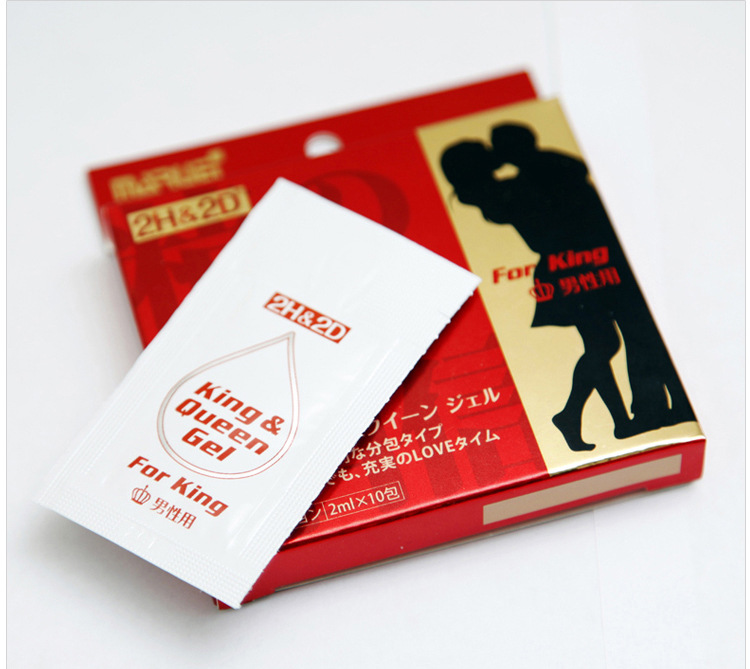 2H&2D
For King
男性用
2H&2D
King &
Queen
Gel
For King
男性用
イーン ジェル
な分包タイプ
でも、充実のLOVEタイム
ン 2ml×10包